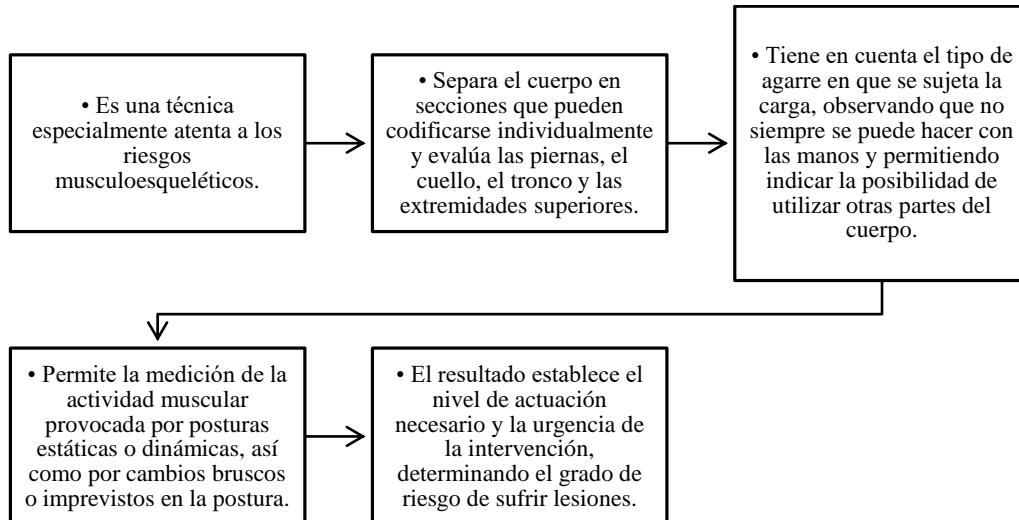 • Es una técnica
especialmente atenta a los
riesgos
musculoesqueléticos.
• Separa el cuerpo en
secciones que pueden
codificarse individualmente
y evalúa las piernas, el
cuello, el tronco y las
extremidades superiores.
• Tiene en cuenta el tipo de
agarre en que se sujeta la
carga, observando que no
siempre se puede hacer con
las manos y permitiendo
indicar la posibilidad de
utilizar otras partes del
cuerpo.
• Permite la medición de la
actividad muscular
provocada por posturas
estáticas o dinámicas, así
como por cambios bruscos
o imprevistos en la postura.
• El resultado establece el
nivel de actuación
necesario y la urgencia de
la intervención,
determinando el grado de
riesgo de sufrir lesiones.